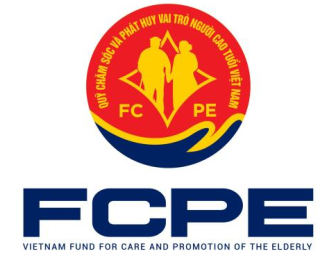 QUỸ CHĂM SÓC VÀ PHÁT HUY VAI TRÒ NGƯỜI CAO TUỔI VIỆT NAM
FC PE
FCPE
VIETNAM FUND FOR CARE AND PROMOTION OF THE ELDERLY